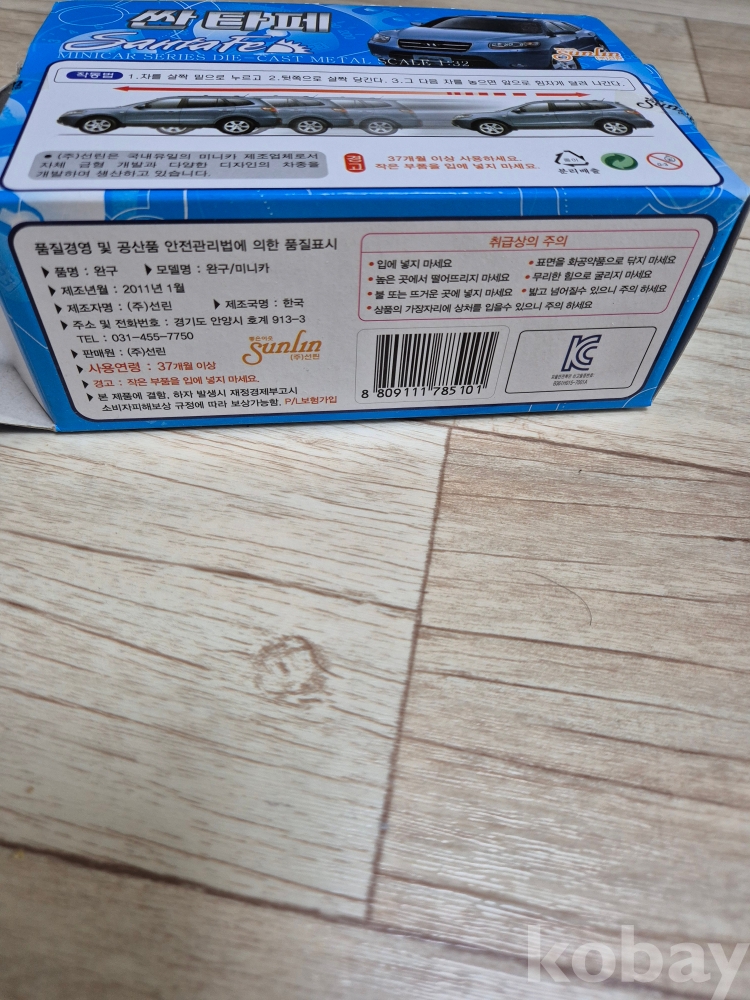 싼타페
SantaFe
MINICAR SERIES DIE-CAST METAL SCALE 1:32
Sunlin
작동법 1.차를 살짝 밑으로 누르고 2.뒷쪽으로 살짝 당긴다. 3.그 다음 차를 놓으면 앞으로 힘차게 달려 나간다.
● (주)선린은 국내유일의 미니카 제조업체로서
자체 금형 개발과 다양한 디자인의 차종을
개발하며 생산하고 있습니다.
경고 37개월 이상 사용하세요.
작은 부품을 입에 넣지 마세요.
분리배출
품질경영 및 공산품 안전관리법에 의한 품질표시
▶ 품명 : 완구 ▶ 모델명 : 완구/미니카
▶ 제조년월 : 2011년 1월
▶ 제조자명 : (주)선린 ▶ 제조국명 : 한국
▶ 주소 및 전화번호 : 경기도 안양시 호계 913-3
TEL : 031-455-7750
▶ 판매원 : (주)선린
Sunlin
(주)선린
▶ 사용연령 : 37개월 이상
▶ 경고 : 작은 부품을 입에 넣지 마세요.
▶ 본 제품에 결함, 하자 발생시 재정경제부고시
소비자피해보상 규정에 따라 보상가능함. P/L보험가입
취급상의 주의
• 입에 넣지 마세요 • 표면을 화공약품으로 닦지 마세요
• 높은 곳에서 떨어뜨리지 마세요 • 무리한 힘으로 굴리지 마세요
• 불 또는 뜨거운 곳에 넣지 마세요 • 밟고 넘어질수 있으니 주의 하세요
• 상품의 가장자리에 상처를 입을수 있으니 주의 하세요
8 809111 785101
KC
kobay